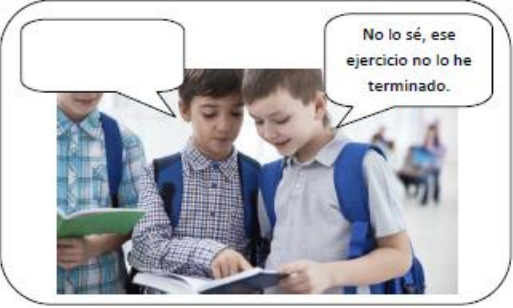 No lo sé, ese
ejercicio no lo he
terminado.